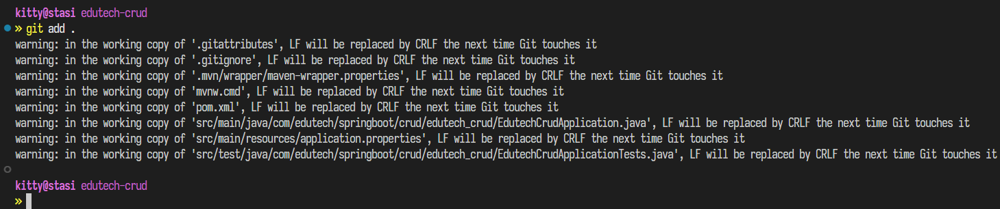 kitty@stasi edutech-crud
» git add .
warning: in the working copy of '.gitattributes', LF will be replaced by CRLF the next time Git touches it
warning: in the working copy of '.gitignore', LF will be replaced by CRLF the next time Git touches it
warning: in the working copy of '.mvn/wrapper/maven-wrapper.properties', LF will be replaced by CRLF the next time Git touches it
warning: in the working copy of 'mvnw.cmd', LF will be replaced by CRLF the next time Git touches it
warning: in the working copy of 'pom.xml', LF will be replaced by CRLF the next time Git touches it
warning: in the working copy of 'src/main/java/com/edutech/springboot/crud/edutech_crud/EdutechCrudApplication.java', LF will be replaced by CRLF the next time Git touches it
warning: in the working copy of 'src/main/resources/application.properties', LF will be replaced by CRLF the next time Git touches it
warning: in the working copy of 'src/test/java/com/edutech/springboot/crud/edutech_crud/EdutechCrudApplicationTests.java', LF will be replaced by CRLF the next time Git touches it
kitty@stasi edutech-crud
»